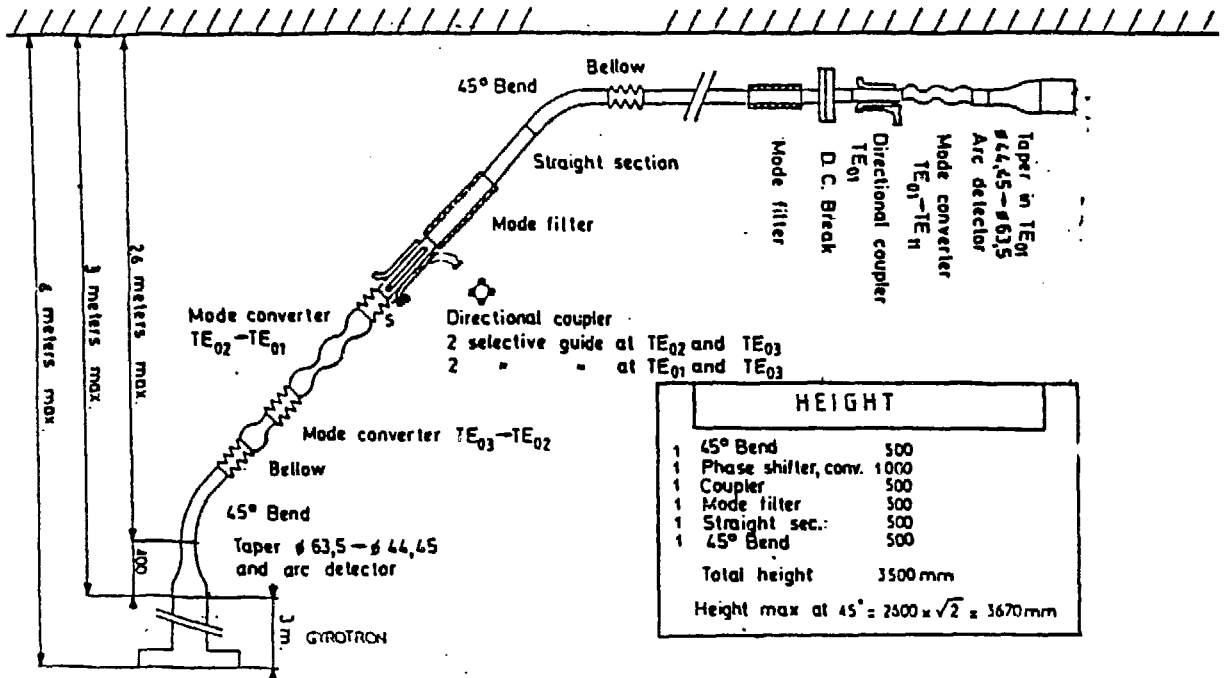 45° Bend
Bellow
Straight section
Mode filter
Mode filter
D.C. Break
Directional coupler
TE01
Mode converter
TE01–TE11
Taper in TE01
ø44,45–ø63,5
Arc detector
6 meters max.
3 meters max.
2,6 meters max.
400
Mode converter
TE02–TE01
S
Directional coupler
2 selective guide at TE02 and TE03
2 " " at TE01 and TE03
Mode converter TE03–TE02
Bellow
45° Bend
Taper ø 63,5–ø 44,45
and arc detector
3 m.
GYROTRON
HEIGHT
1 45° Bend 500
1 Phase shifter, conv. 1000
1 Coupler 500
1 Mode filter 500
1 Straight sec.: 500
1 45° Bend 500
Total height 3500 mm
Height max at 45° = 2600 x √2 = 3670 mm